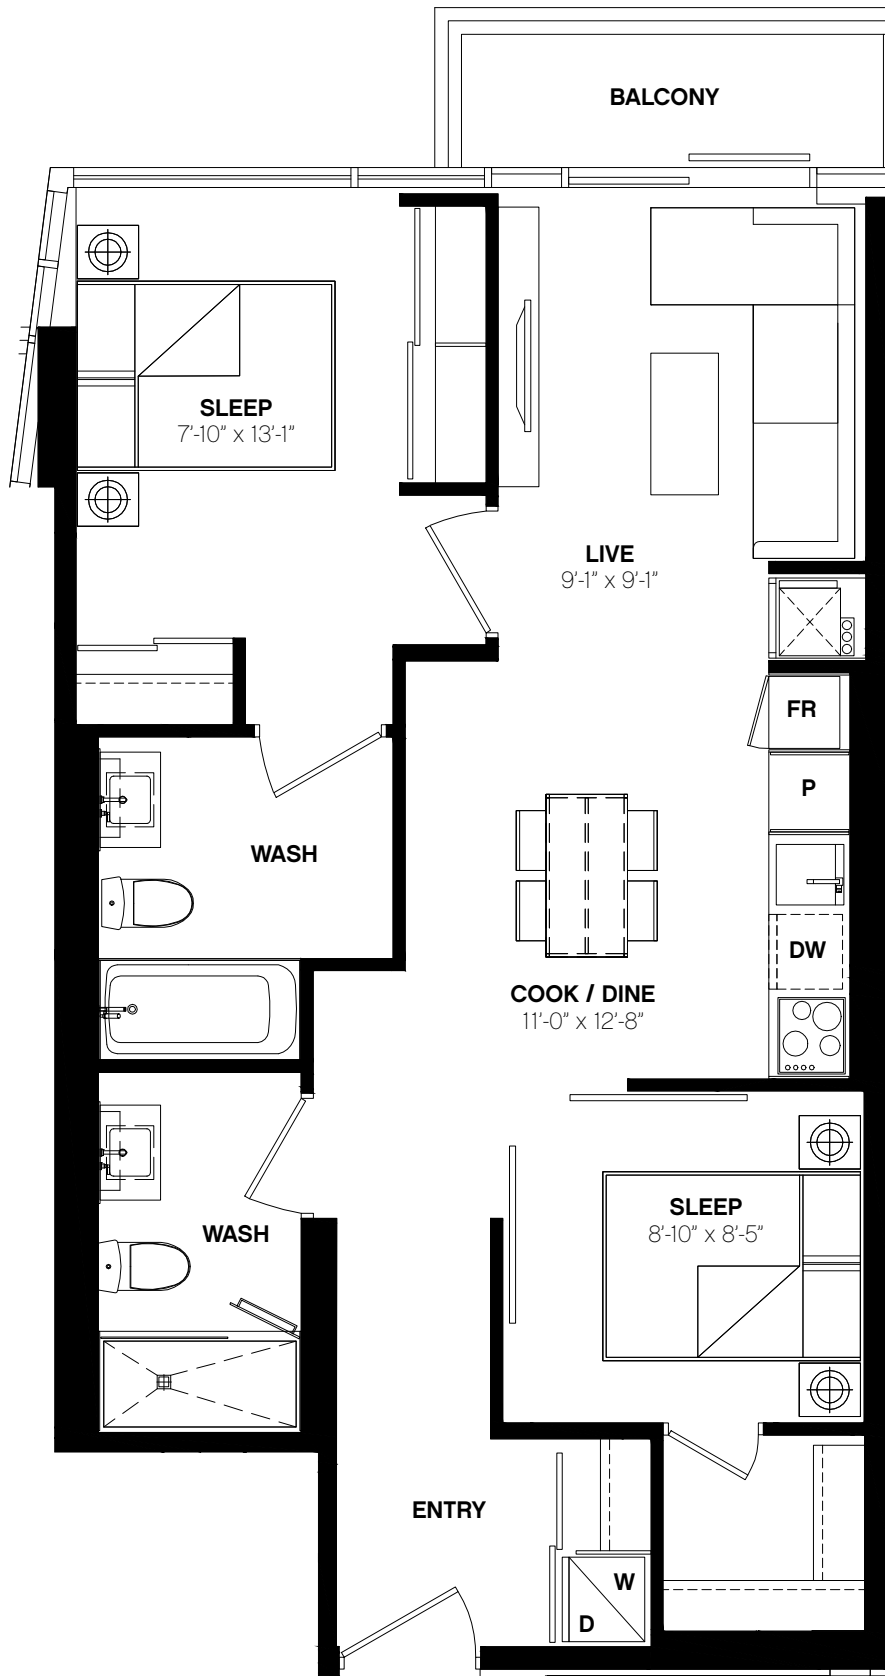 BALCONY
SLEEP
7'-10" x 13'-1"
LIVE
9'-1" x 9'-1"
FR
P
WASH
DW
COOK / DINE
11'-0" x 12'-8"
SLEEP
8'-10" x 8'-5"
WASH
ENTRY
W
D